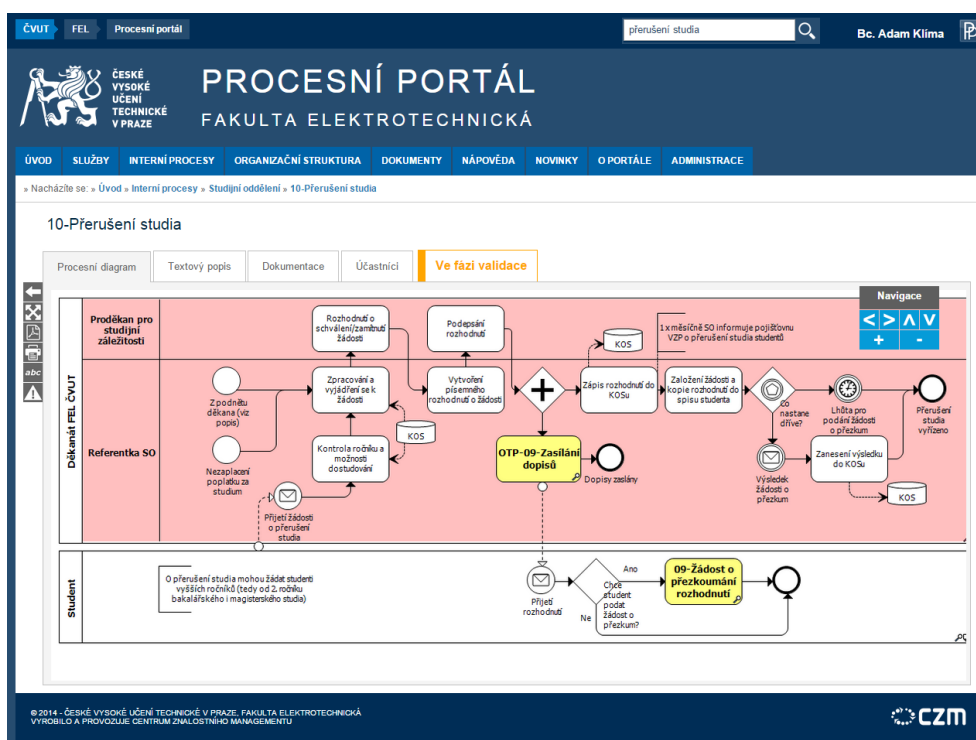 ČVUT FEL Procesní portál
přerušení studia
Bc. Adam Klíma
ČESKÉ
VYSOKÉ
UČENÍ
TECHNICKÉ
V PRAZE
PROCESNÍ PORTÁL
FAKULTA ELEKTROTECHNICKÁ
ÚVOD SLUŽBY INTERNÍ PROCESY ORGANIZAČNÍ STRUKTURA DOKUMENTY NÁPOVĚDA NOVINKY O PORTÁLE ADMINISTRACE
» Nacházíte se: » Úvod » Interní procesy » Studijní oddělení » 10-Přerušení studia
10-Přerušení studia
Procesní diagram Textový popis Dokumentace Účastníci Ve fázi validace
abc
Navigace
< > Λ V
+ -
Děkanát FEL ČVUT
Proděkan pro
studijní
záležitosti
Rozhodnutí o
schválení/zamítnutí
žádosti
Podepsání
rozhodnutí
KOS
1 x měsíčně SO informuje pojišťovnu
VZP o přerušení studia studentů
Referentka SO
Z podnětu
děkana (viz
popis)
Nezaplacení
poplatku za
studium
Přijetí žádosti
o přerušení
studia
Zpracování a
vyjádření se k
žádosti
KOS
Kontrola ročníku a
možnosti
dostudování
Vytvoření
písemného
rozhodnutí o žádosti
OTP-09-Zasílání
dopisů
Dopisy zaslány
Zápis rozhodnutí do
KOSu
Založení žádosti a
kopie rozhodnutí do
spisu studenta
Co
nastane
dříve?
Lhůta pro
podání žádosti
o přezkum
Přerušení
studia
vyřízeno
Výsledek
žádosti o
přezkum
Zanesení výsledku
do KOSu
KOS
Student
O přerušení studia mohou žádat studenti
vyšších ročníků (tedy od 2. ročníku
bakalářského i magisterského studia)
Přijetí
rozhodnutí
Chce
student
podat
žádost o
přezkum?
Ano
Ne
09-Žádost o
přezkoumání
rozhodnutí
© 2014 - ČESKÉ VYSOKÉ UČENÍ TECHNICKÉ V PRAZE, FAKULTA ELEKTROTECHNICKÁ
VYROBILO A PROVOZUJE CENTRUM ZNALOSTNÍHO MANAGEMENTU
CZM